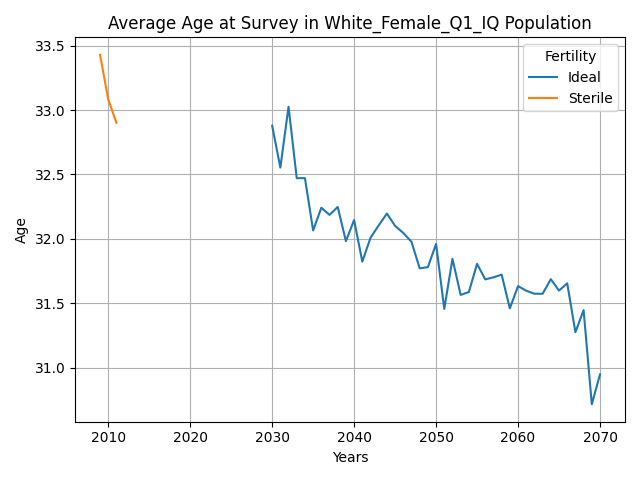 Average Age at Survey in White_Female_Q1_IQ Population
Fertility
Ideal
Sterile
33.5
33.0
32.5
32.0
31.5
31.0
Age
2010
2020
2030
2040
2050
2060
2070
Years